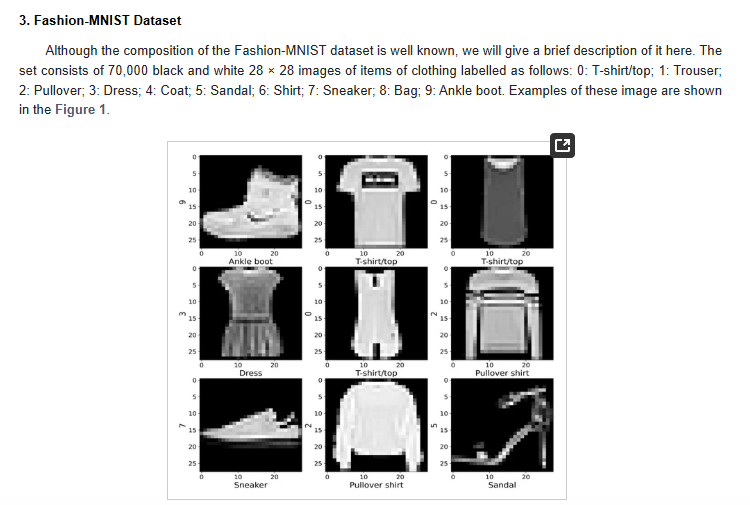 3. Fashion-MNIST Dataset
Although the composition of the Fashion-MNIST dataset is well known, we will give a brief description of it here. The
set consists of 70,000 black and white 28 × 28 images of items of clothing labelled as follows: 0: T-shirt/top; 1: Trouser;
2: Pullover; 3: Dress; 4: Coat; 5: Sandal; 6: Shirt; 7: Sneaker; 8: Bag; 9: Ankle boot. Examples of these image are shown
in the Figure 1.
0 5 10 15 20 25
9
0 10 20
Ankle boot
0 5 10 15 20 25
0
0 10 20
T-shirt/top
0 5 10 15 20 25
0
0 10 20
T-shirt/top
0 5 10 15 20 25
3
0 10 20
Dress
0 5 10 15 20 25
0
0 10 20
T-shirt/top
0 5 10 15 20 25
2
0 10 20
Pullover shirt
0 5 10 15 20 25
7
0 10 20
Sneaker
0 5 10 15 20 25
2
0 10 20
Pullover shirt
0 5 10 15 20 25
5
0 10 20
Sandal